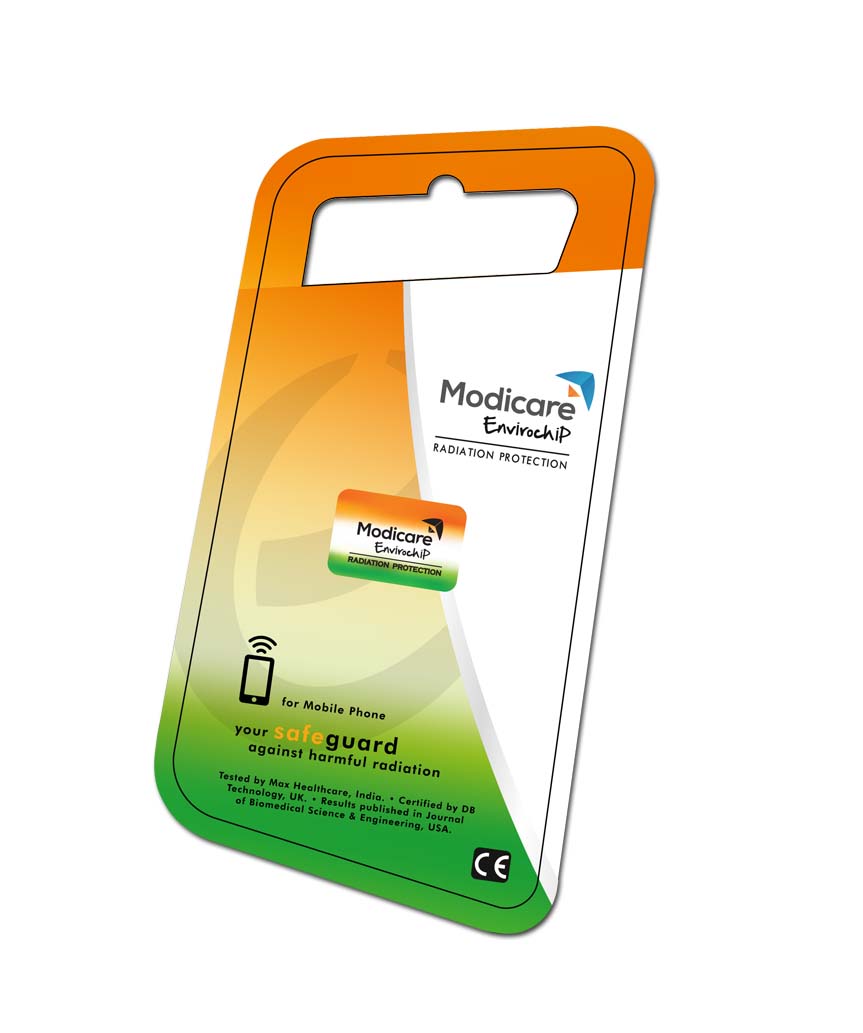 Modicare
EnvirochiP
RADIATION PROTECTION
Modicare
EnvirochiP
RADIATION PROTECTION
for Mobile Phone
your safeguard
against harmful radiation
Tested by Max Healthcare, India. • Certified by DB
Technology, UK. • Results published in Journal
of Biomedical Science & Engineering, USA.
CE